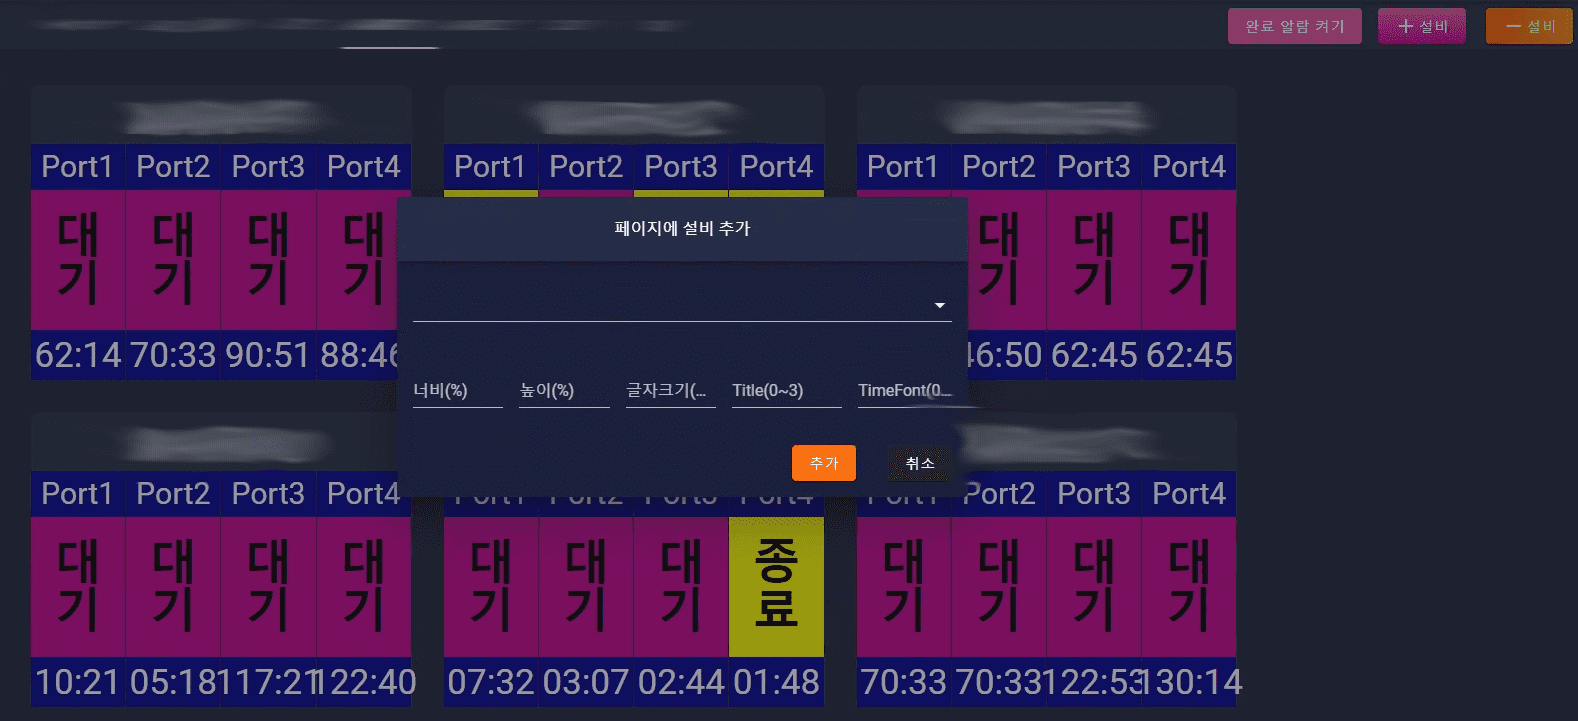 완료 알람 켜기 + 설비 − 설비
Port1 Port2 Port3 Port4
대기 대기 대기 대기
62:14 70:33 90:51 88:46
Port1 Port2 Port3 Port4
Port1 Port2 Port3 Port4
대기 대기 대기
46:50 62:45 62:45
페이지에 설비 추가
너비(%) 높이(%) 글자크기(... Title(0~3) TimeFont(0...
추가 취소
Port1 Port2 Port3 Port4
대기 대기 대기 대기
10:21 05:18 117:21 122:40
Port1 Port2 Port3 Port4
대기 대기 대기 종료
07:32 03:07 02:44 01:48
Port2 Port3 Port4
대기 대기 대기 대기
70:33 70:33 122:53 130:14